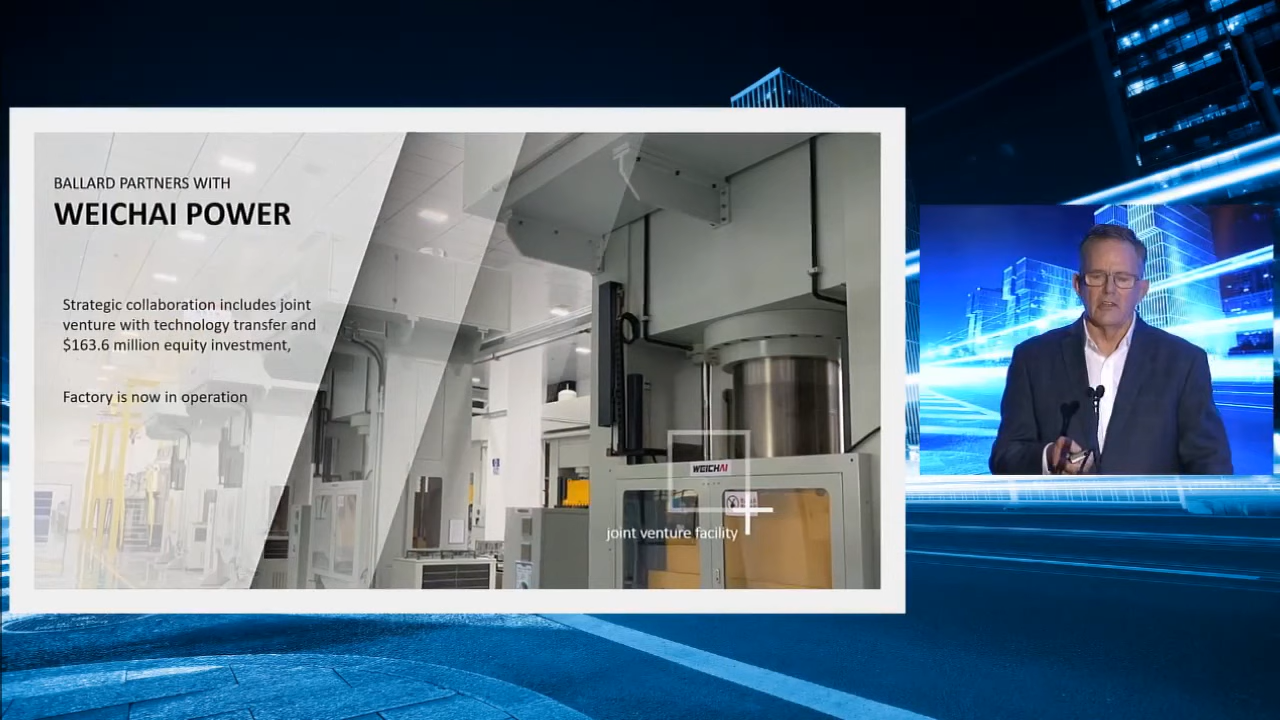 BALLARD PARTNERS WITH
WEICHAI POWER
Strategic collaboration includes joint
venture with technology transfer and
$163.6 million equity investment,
Factory is now in operation
WEICHAI
joint venture facility